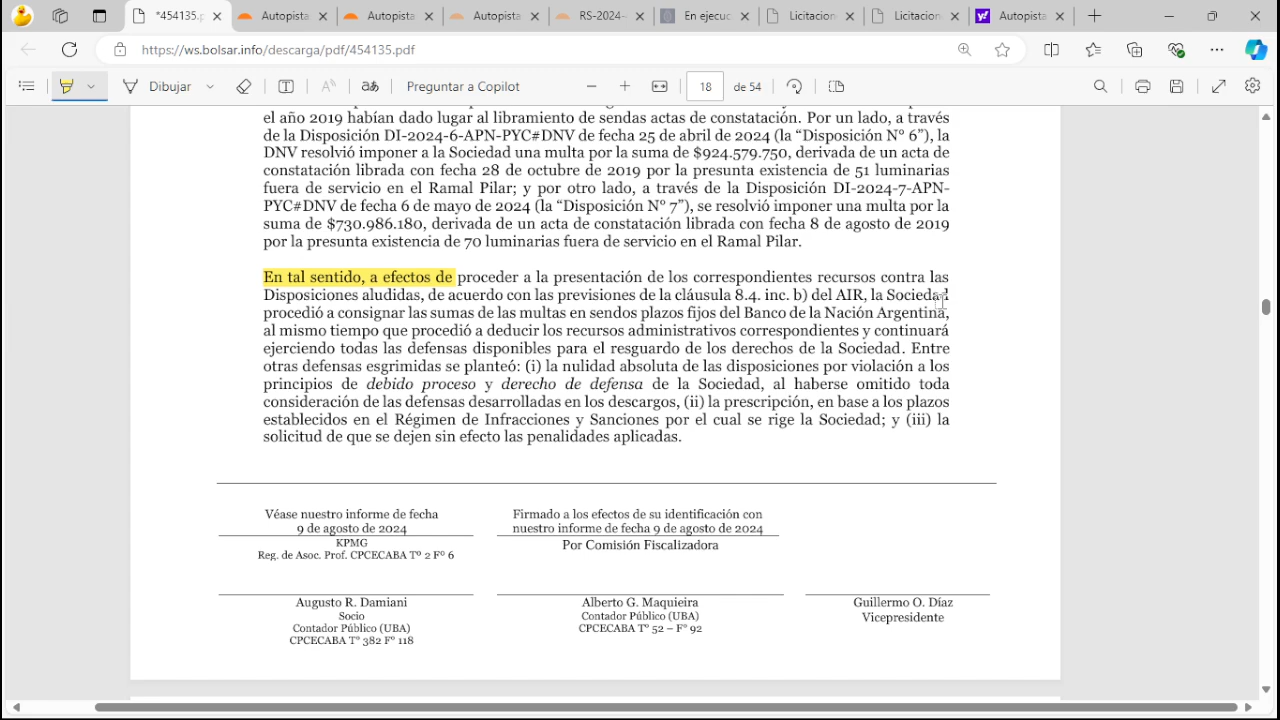 *454135.p
Autopista
Autopista
Autopista
RS-2024-
En ejecuc
Licitacion
Licitacion
Autopista
https://ws.bolsar.info/descarga/pdf/454135.pdf
Dibujar
Preguntar a Copilot
18
de 54
el año 2019 habían dado lugar al libramiento de sendas actas de constatación. Por un lado, a través
de la Disposición DI-2024-6-APN-PYC#DNV de fecha 25 de abril de 2024 (la “Disposición N° 6”), la
DNV resolvió imponer a la Sociedad una multa por la suma de $924.579.750, derivada de un acta de
constatación librada con fecha 28 de octubre de 2019 por la presunta existencia de 51 luminarias
fuera de servicio en el Ramal Pilar; y por otro lado, a través de la Disposición DI-2024-7-APN-
PYC#DNV de fecha 6 de mayo de 2024 (la “Disposición N° 7”), se resolvió imponer una multa por la
suma de $730.986.180, derivada de un acta de constatación librada con fecha 8 de agosto de 2019
por la presunta existencia de 70 luminarias fuera de servicio en el Ramal Pilar.
En tal sentido, a efectos de proceder a la presentación de los correspondientes recursos contra las
Disposiciones aludidas, de acuerdo con las previsiones de la cláusula 8.4. inc. b) del AIR, la Sociedad
procedió a consignar las sumas de las multas en sendos plazos fijos del Banco de la Nación Argentina,
al mismo tiempo que procedió a deducir los recursos administrativos correspondientes y continuará
ejerciendo todas las defensas disponibles para el resguardo de los derechos de la Sociedad. Entre
otras defensas esgrimidas se planteó: (i) la nulidad absoluta de las disposiciones por violación a los
principios de debido proceso y derecho de defensa de la Sociedad, al haberse omitido toda
consideración de las defensas desarrolladas en los descargos, (ii) la prescripción, en base a los plazos
establecidos en el Régimen de Infracciones y Sanciones por el cual se rige la Sociedad; y (iii) la
solicitud de que se dejen sin efecto las penalidades aplicadas.
Véase nuestro informe de fecha
9 de agosto de 2024
KPMG
Reg. de Asoc. Prof. CPCECABA Tº 2 Fº 6
Firmado a los efectos de su identificación con
nuestro informe de fecha 9 de agosto de 2024
Por Comisión Fiscalizadora
Augusto R. Damiani
Socio
Contador Público (UBA)
CPCECABA T° 382 F° 118
Alberto G. Maquieira
Contador Público (UBA)
CPCECABA T° 52 – F° 92
Guillermo O. Díaz
Vicepresidente